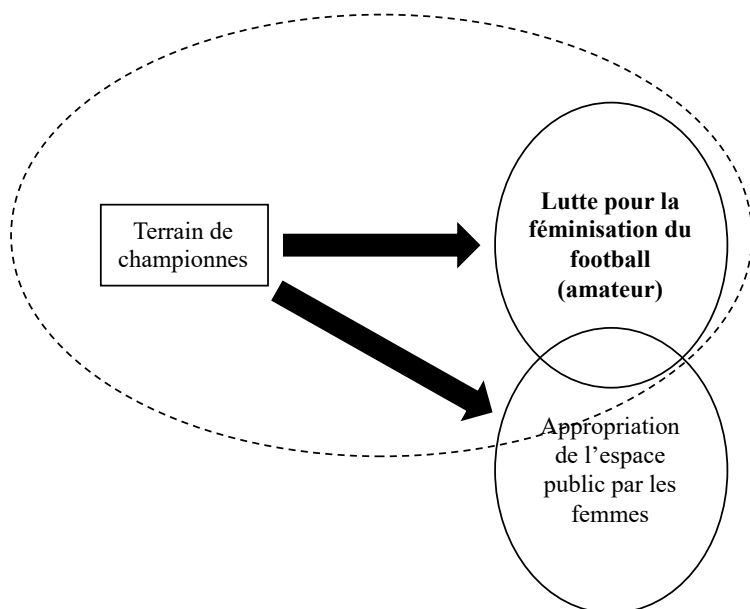 Terrain de
championnes
Lutte pour la
féminisation du
football
(amateur)
Appropriation
de l’espace
public par les
femmes